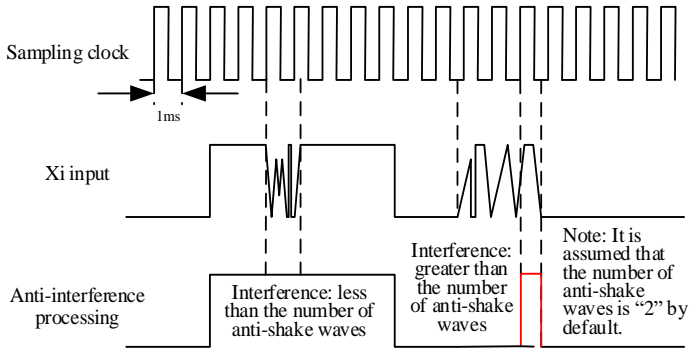 Sampling clock
1ms
Xi input
Anti-interference
processing
Interference: less
than the number of
anti-shake waves
Interference:
greater than
the number
of anti-shake
waves
Note: It is
assumed that
the number of
anti-shake
waves is “2” by
default.